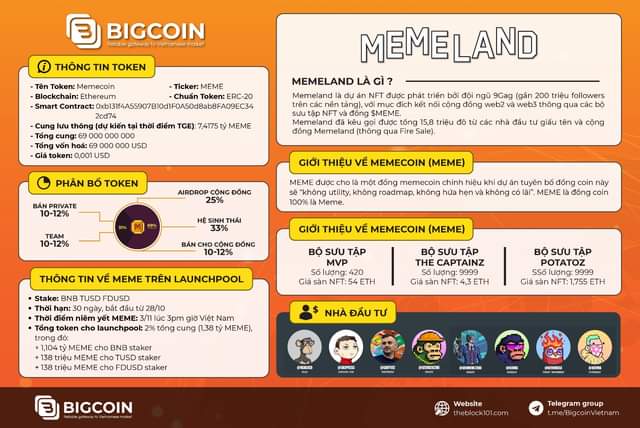 BIGCOIN
Reliable gateway to Vietnamese market
THÔNG TIN TOKEN
- Tên Token: Memecoin
- Ticker: MEME
- Blockchain: Ethereum
- Chuẩn Token: ERC-20
- Smart Contract: 0xb131f4A55907B10d1F0A50d8ab8FA09EC34
2cd74
- Cung lưu thông (dự kiến tại thời điểm TGE): 7,4175 tỷ MEME
- Tổng cung: 69 000 000 000
- Tổng vốn hoá: 69 000 000 USD
- Giá token: 0,001 USD
PHÂN BỔ TOKEN
AIRDROP CỘNG ĐỒNG
25%
BÁN PRIVATE
10-12%
HỆ SINH THÁI
33%
TEAM
10-12%
BÁN CHO CỘNG ĐỒNG
10-12%
THÔNG TIN VỀ MEME TRÊN LAUNCHPOOL
Stake: BNB TUSD FDUSD
Thời hạn: 30 ngày, bắt đầu từ 28/10
Thời điểm niêm yết MEME: 3/11 lúc 3pm giờ Việt Nam
Tổng token cho launchpool: 2% tổng cung (1,38 tỷ MEME),
trong đó:
+ 1,104 tỷ MEME cho BNB staker
+ 138 triệu MEME cho TUSD staker
+ 138 triệu MEME cho FDUSD staker
MEMELAND
MEMELAND LÀ GÌ ?
Memeland là dự án NFT được phát triển bởi đội ngũ 9Gag (gần 200 triệu followers
trên các nền tảng), với mục đích kết nối cộng đồng web2 và web3 thông qua các bộ
sưu tập NFT và đồng $MEME.
Memeland đã kêu gọi được tổng 15,8 triệu đô từ các nhà đầu tư giấu tên và cộng
đồng Memeland (thông qua Fire Sale).
GIỚI THIỆU VỀ MEMECOIN (MEME)
MEME được cho là một đồng memecoin chính hiệu khi dự án tuyên bố đồng coin này
sẽ "không utility, không roadmap, không hứa hẹn và không có lãi". MEME là đồng coin
100% là Meme.
GIỚI THIỆU VỀ MEMECOIN (MEME)
BỘ SƯU TẬP
MVP
Số lượng: 420
Giá sàn NFT: 54 ETH
BỘ SƯU TẬP
THE CAPTAINZ
Số lượng: 9999
Giá sàn NFT: 4,3 ETH
BỘ SƯU TẬP
POTATOZ
SSố lượng: 9999
Giá sàn NFT: 1,755 ETH
NHÀ ĐẦU TƯ
BIGCOIN
Reliable gateway to Vietnamese market
Website
theblock101.com
Telegram group
t.me/BigcoinVietnam